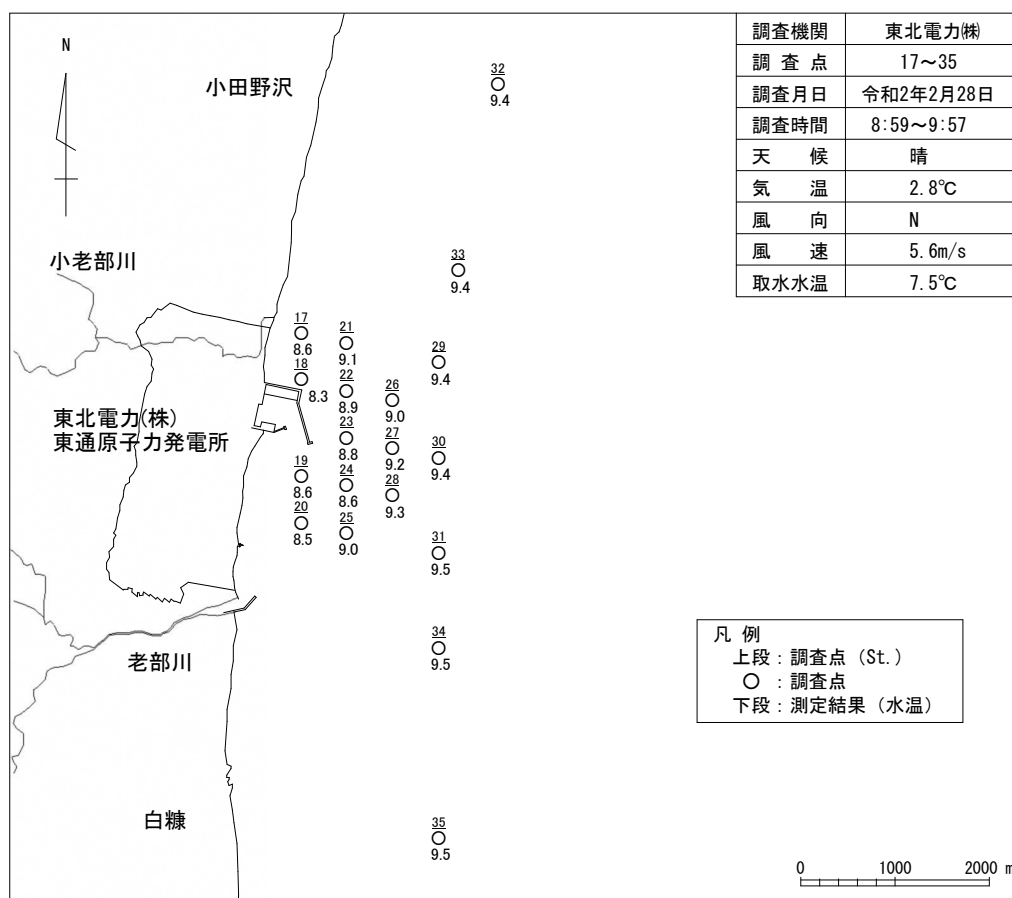 N
小田野沢
32
9.4
調査機関 東北電力㈱
調 査 点 17～35
調査月日 令和2年2月28日
調査時間 8:59～9:57
天 候 晴
気 温 2.8℃
風 向 N
風 速 5.6m/s
取水水温 7.5℃
小老部川
33
9.4
17
8.6
21
9.1
18
8.3
29
9.4
22
8.9
26
9.0
東北電力(株)
東通原子力発電所
23
8.8
27
9.2
30
9.4
19
8.6
24
8.6
28
9.3
20
8.5
25
9.0
31
9.5
34
9.5
老部川
凡 例
上段：調査点（St.）
○ ：調査点
下段：測定結果（水温）
白糠
35
9.5
0 1000 2000 m